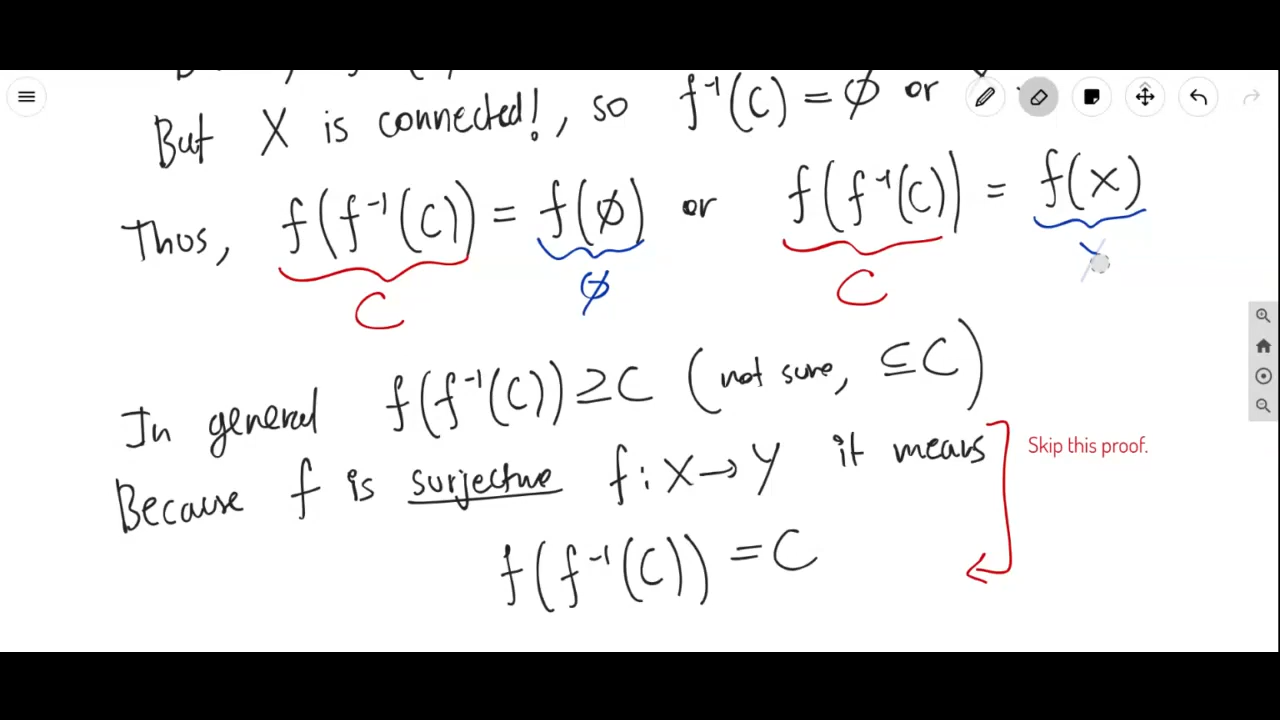 But X is connected!, so f⁻¹(C) = ∅ or
Thus, f(f⁻¹(C)) = f(∅) or f(f⁻¹(C)) = f(X)
C ∅ C
In general f(f⁻¹(C)) ⊇ C (not sure, ⊆ C)
Because f is surjective f: X → Y it means
Skip this proof.
f(f⁻¹(C)) = C